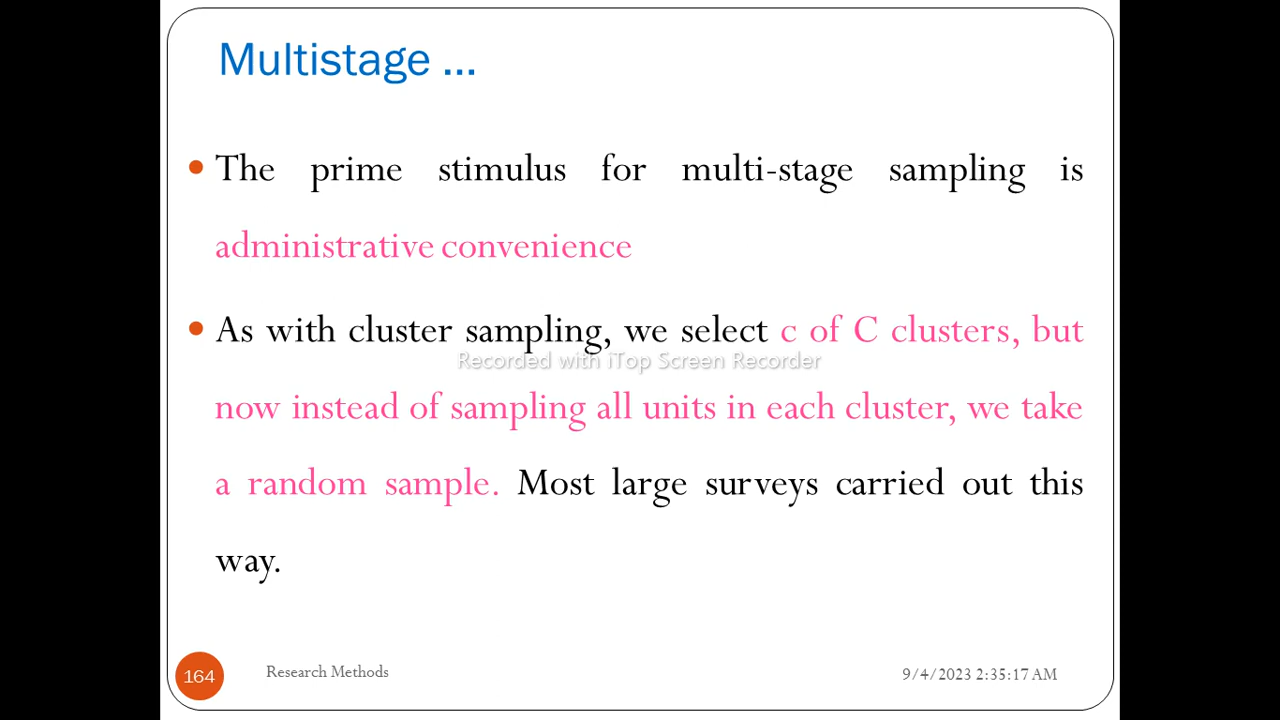 Multistage ...
The prime stimulus for multi-stage sampling is
administrative convenience
As with cluster sampling, we select c of C clusters, but
Recorded with iTop Screen Recorder
now instead of sampling all units in each cluster, we take
a random sample. Most large surveys carried out this
way.
164
Research Methods
9/4/2023 2:35:17 AM